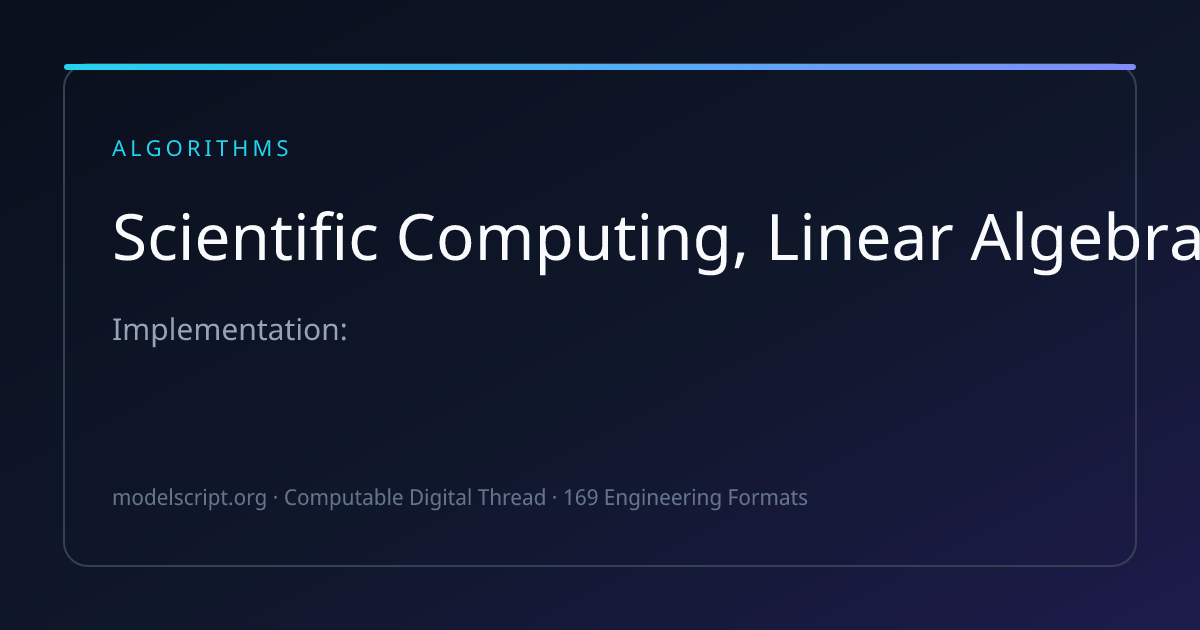 ALGORITHMS
Scientific Computing, Linear Algebra
Implementation:
modelscript.org · Computable Digital Thread · 169 Engineering Formats